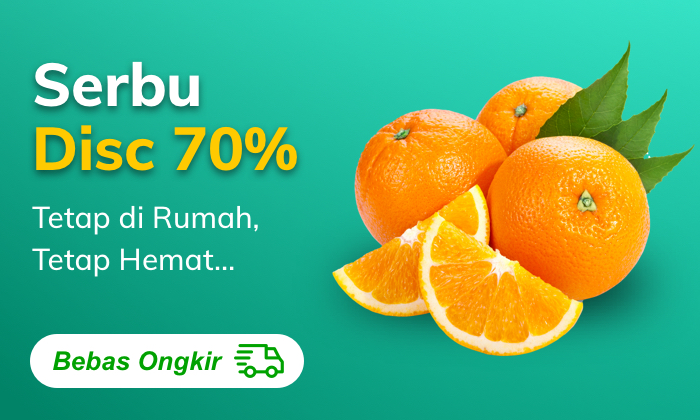 Serbu
Disc 70%
Tetap di Rumah,
Tetap Hemat...
Bebas Ongkir